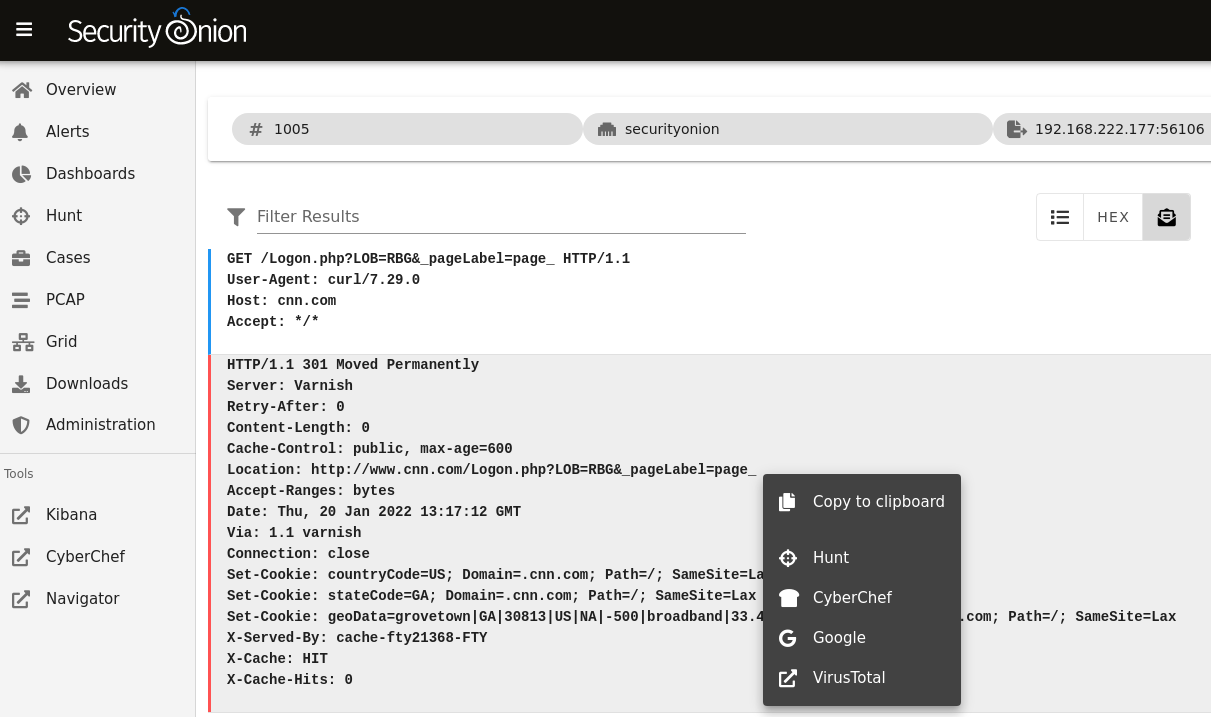 Security Onion
Overview
Alerts
Dashboards
Hunt
Cases
PCAP
Grid
Downloads
Administration
Tools
Kibana
CyberChef
Navigator
# 1005
securityonion
192.168.222.177:56106
Filter Results
HEX
GET /Logon.php?LOB=RBG&_pageLabel=page_ HTTP/1.1
User-Agent: curl/7.29.0
Host: cnn.com
Accept: */*
HTTP/1.1 301 Moved Permanently
Server: Varnish
Retry-After: 0
Content-Length: 0
Cache-Control: public, max-age=600
Location: http://www.cnn.com/Logon.php?LOB=RBG&_pageLabel=page_
Accept-Ranges: bytes
Date: Thu, 20 Jan 2022 13:17:12 GMT
Via: 1.1 varnish
Connection: close
Set-Cookie: countryCode=US; Domain=.cnn.com; Path=/; SameSite=La
Set-Cookie: stateCode=GA; Domain=.cnn.com; Path=/; SameSite=Lax
Set-Cookie: geoData=grovetown|GA|30813|US|NA|-500|broadband|33.4 .com; Path=/; SameSite=Lax
X-Served-By: cache-fty21368-FTY
X-Cache: HIT
X-Cache-Hits: 0
Copy to clipboard
Hunt
CyberChef
Google
VirusTotal